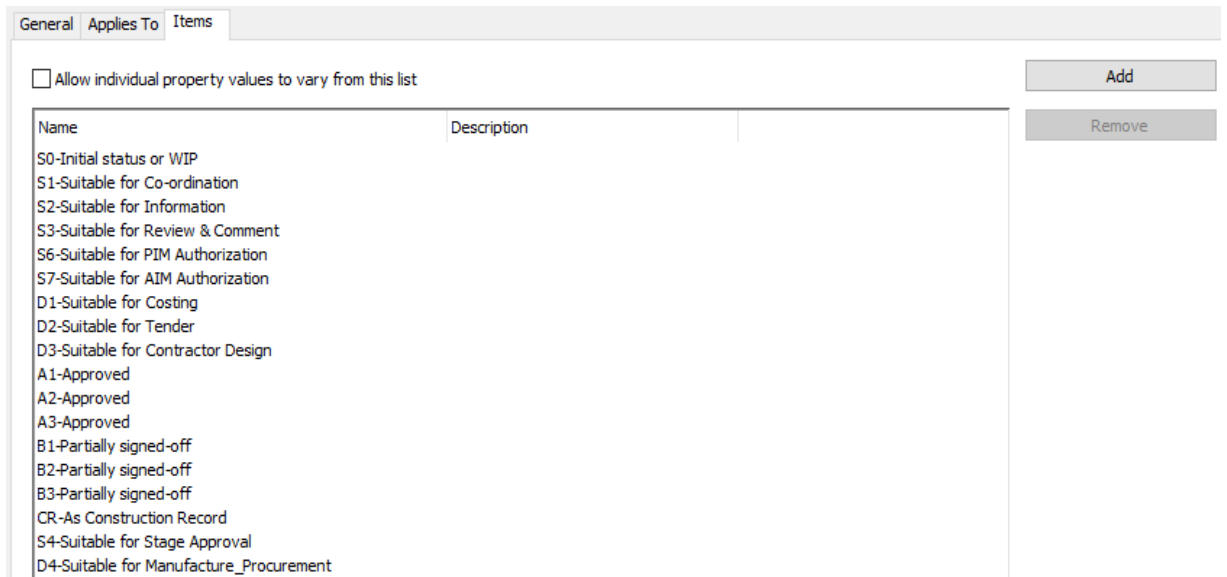 General Applies To Items
Allow individual property values to vary from this list
Add
Remove
Name Description
S0-Initial status or WIP
S1-Suitable for Co-ordination
S2-Suitable for Information
S3-Suitable for Review & Comment
S6-Suitable for PIM Authorization
S7-Suitable for AIM Authorization
D1-Suitable for Costing
D2-Suitable for Tender
D3-Suitable for Contractor Design
A1-Approved
A2-Approved
A3-Approved
B1-Partially signed-off
B2-Partially signed-off
B3-Partially signed-off
CR-As Construction Record
S4-Suitable for Stage Approval
D4-Suitable for Manufacture_Procurement